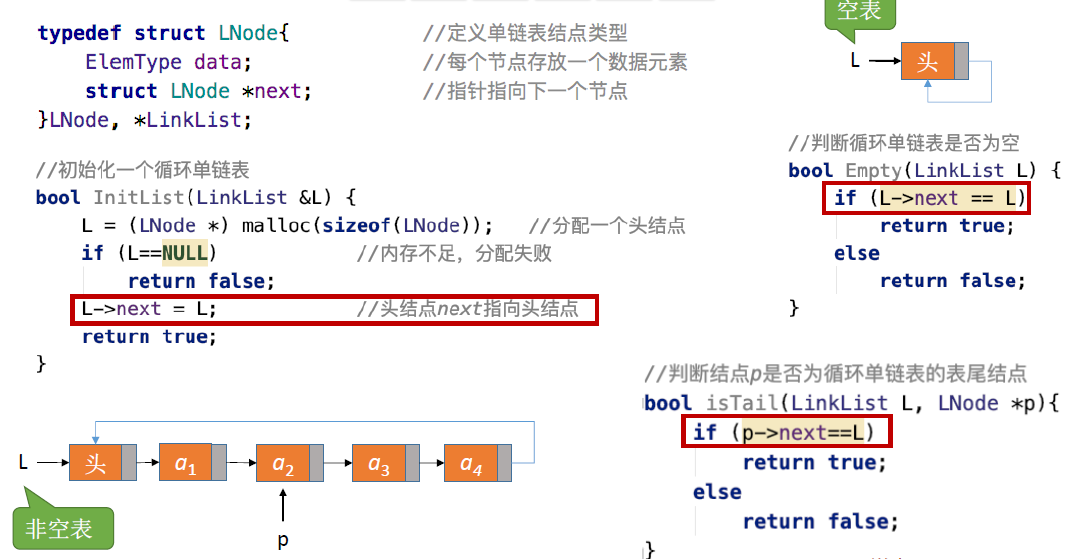 typedef struct LNode{ //定义单链表结点类型
ElemType data; //每个节点存放一个数据元素
struct LNode *next; //指针指向下一个节点
}LNode, *LinkList;
//初始化一个循环单链表
bool InitList(LinkList &L) {
L = (LNode *) malloc(sizeof(LNode)); //分配一个头结点
if (L==NULL) //内存不足，分配失败
return false;
L->next = L; //头结点next指向头结点
return true;
}
L
头
a1
a2
a3
a4
非空表
p
空表
L
头
//判断循环单链表是否为空
bool Empty(LinkList L) {
if (L->next == L)
return true;
else
return false;
}
//判断结点p是否为循环单链表的表尾结点
bool isTail(LinkList L, LNode *p){
if (p->next==L)
return true;
else
return false;
}